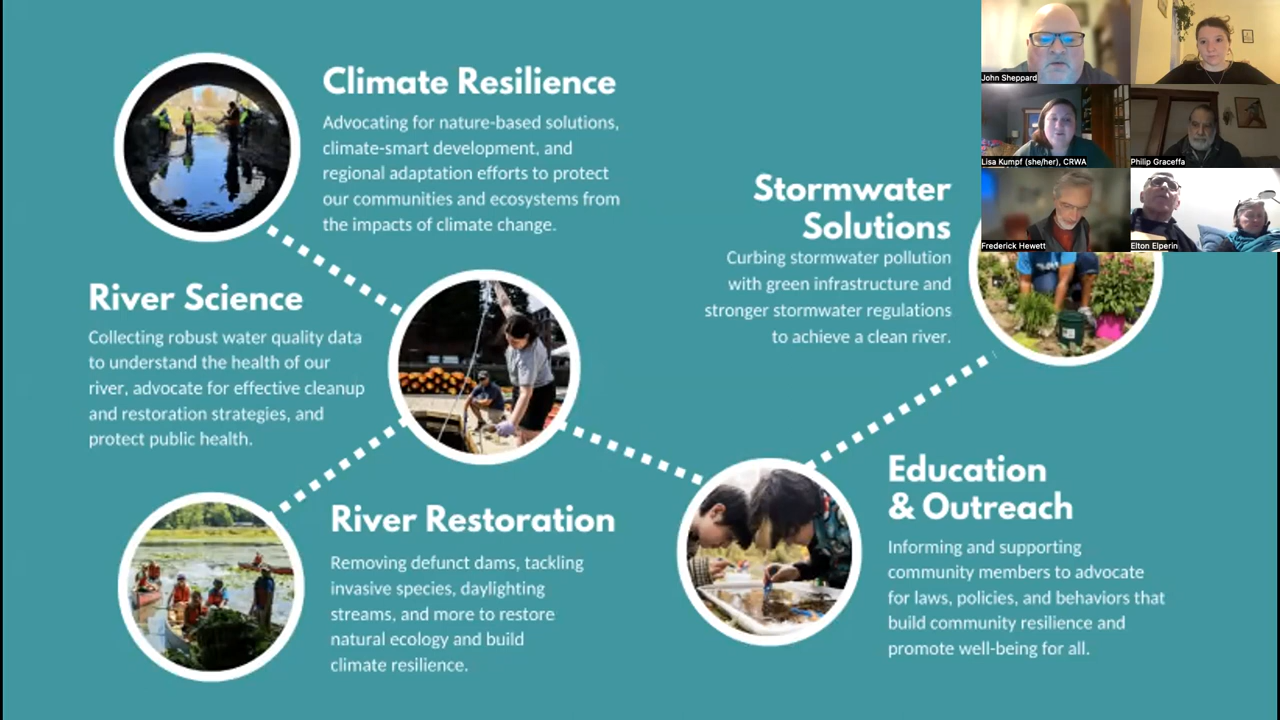 Climate Resilience
Advocating for nature-based solutions,
climate-smart development, and
regional adaptation efforts to protect
our communities and ecosystems from
the impacts of climate change.
River Science
Collecting robust water quality data
to understand the health of our
river, advocate for effective cleanup
and restoration strategies, and
protect public health.
River Restoration
Removing defunct dams, tackling
invasive species, daylighting
streams, and more to restore
natural ecology and build
climate resilience.
Stormwater
Solutions
Curbing stormwater pollution
with green infrastructure and
stronger stormwater regulations
to achieve a clean river.
Education
& Outreach
Informing and supporting
community members to advocate
for laws, policies, and behaviors that
build community resilience and
promote well-being for all.
John Sheppard
Lisa Kumpf (she/her), CRWA
Philip Graceffa
Frederick Hewett
Elton Elperin